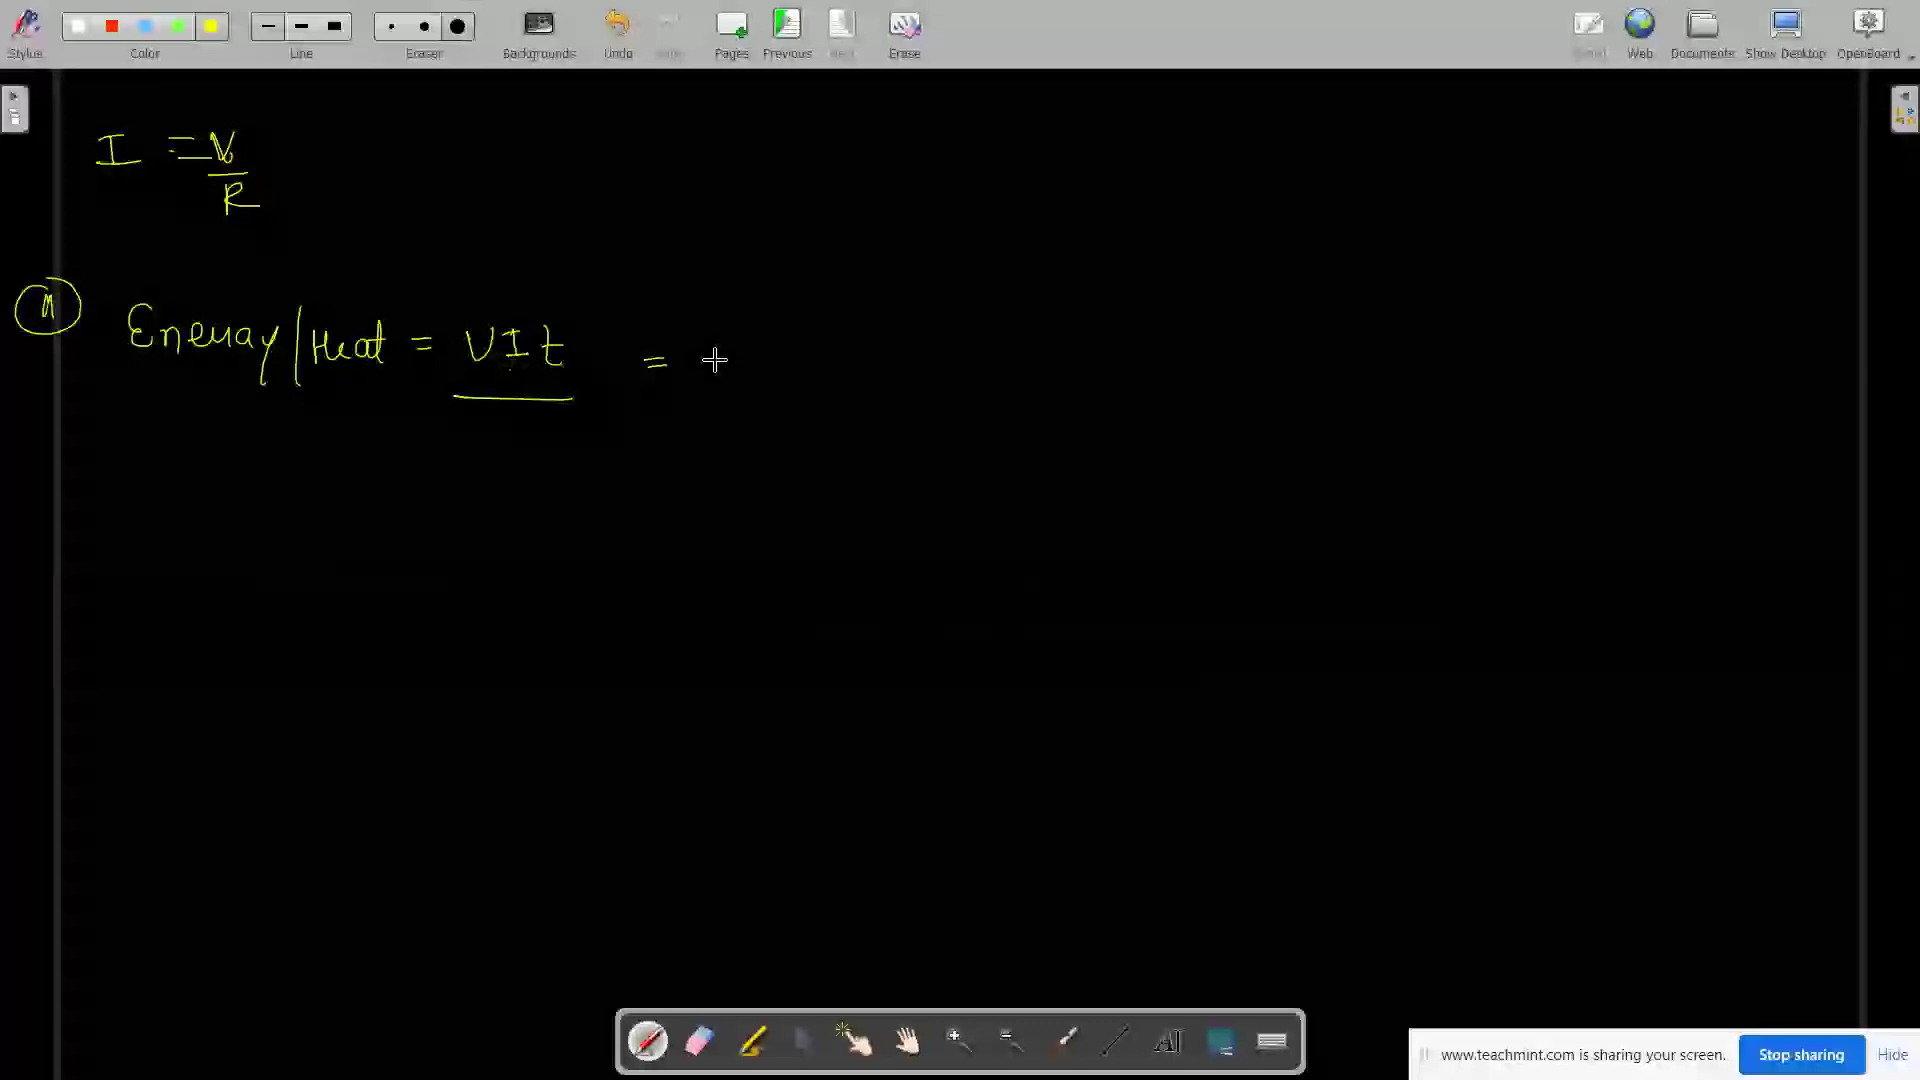 Stylus Color Line Eraser Backgrounds Undo Pages Previous Erase Web Documents Show Desktop OpenBoard
I = V
R
Energy/Heat = VIt =
www.teachmint.com is sharing your screen. Stop sharing Hide